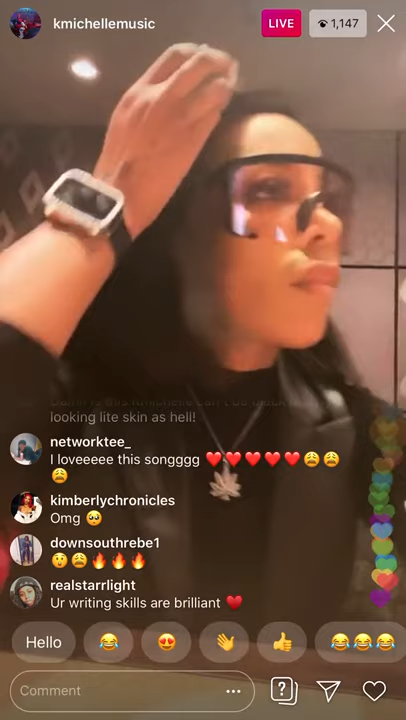 kmichellemusic
LIVE
1,147
looking lite skin as hell!
networktee_
I loveeeee this songggg ❤️❤️❤️❤️❤️😩😩
😩
kimberlychronicles
Omg 🥺
downsouthrebe1
😲😩🔥🔥🔥
realstarrlight
Ur writing skills are brilliant ♥️
Hello 😂 😍 👋 👍 😂😂😂
Comment